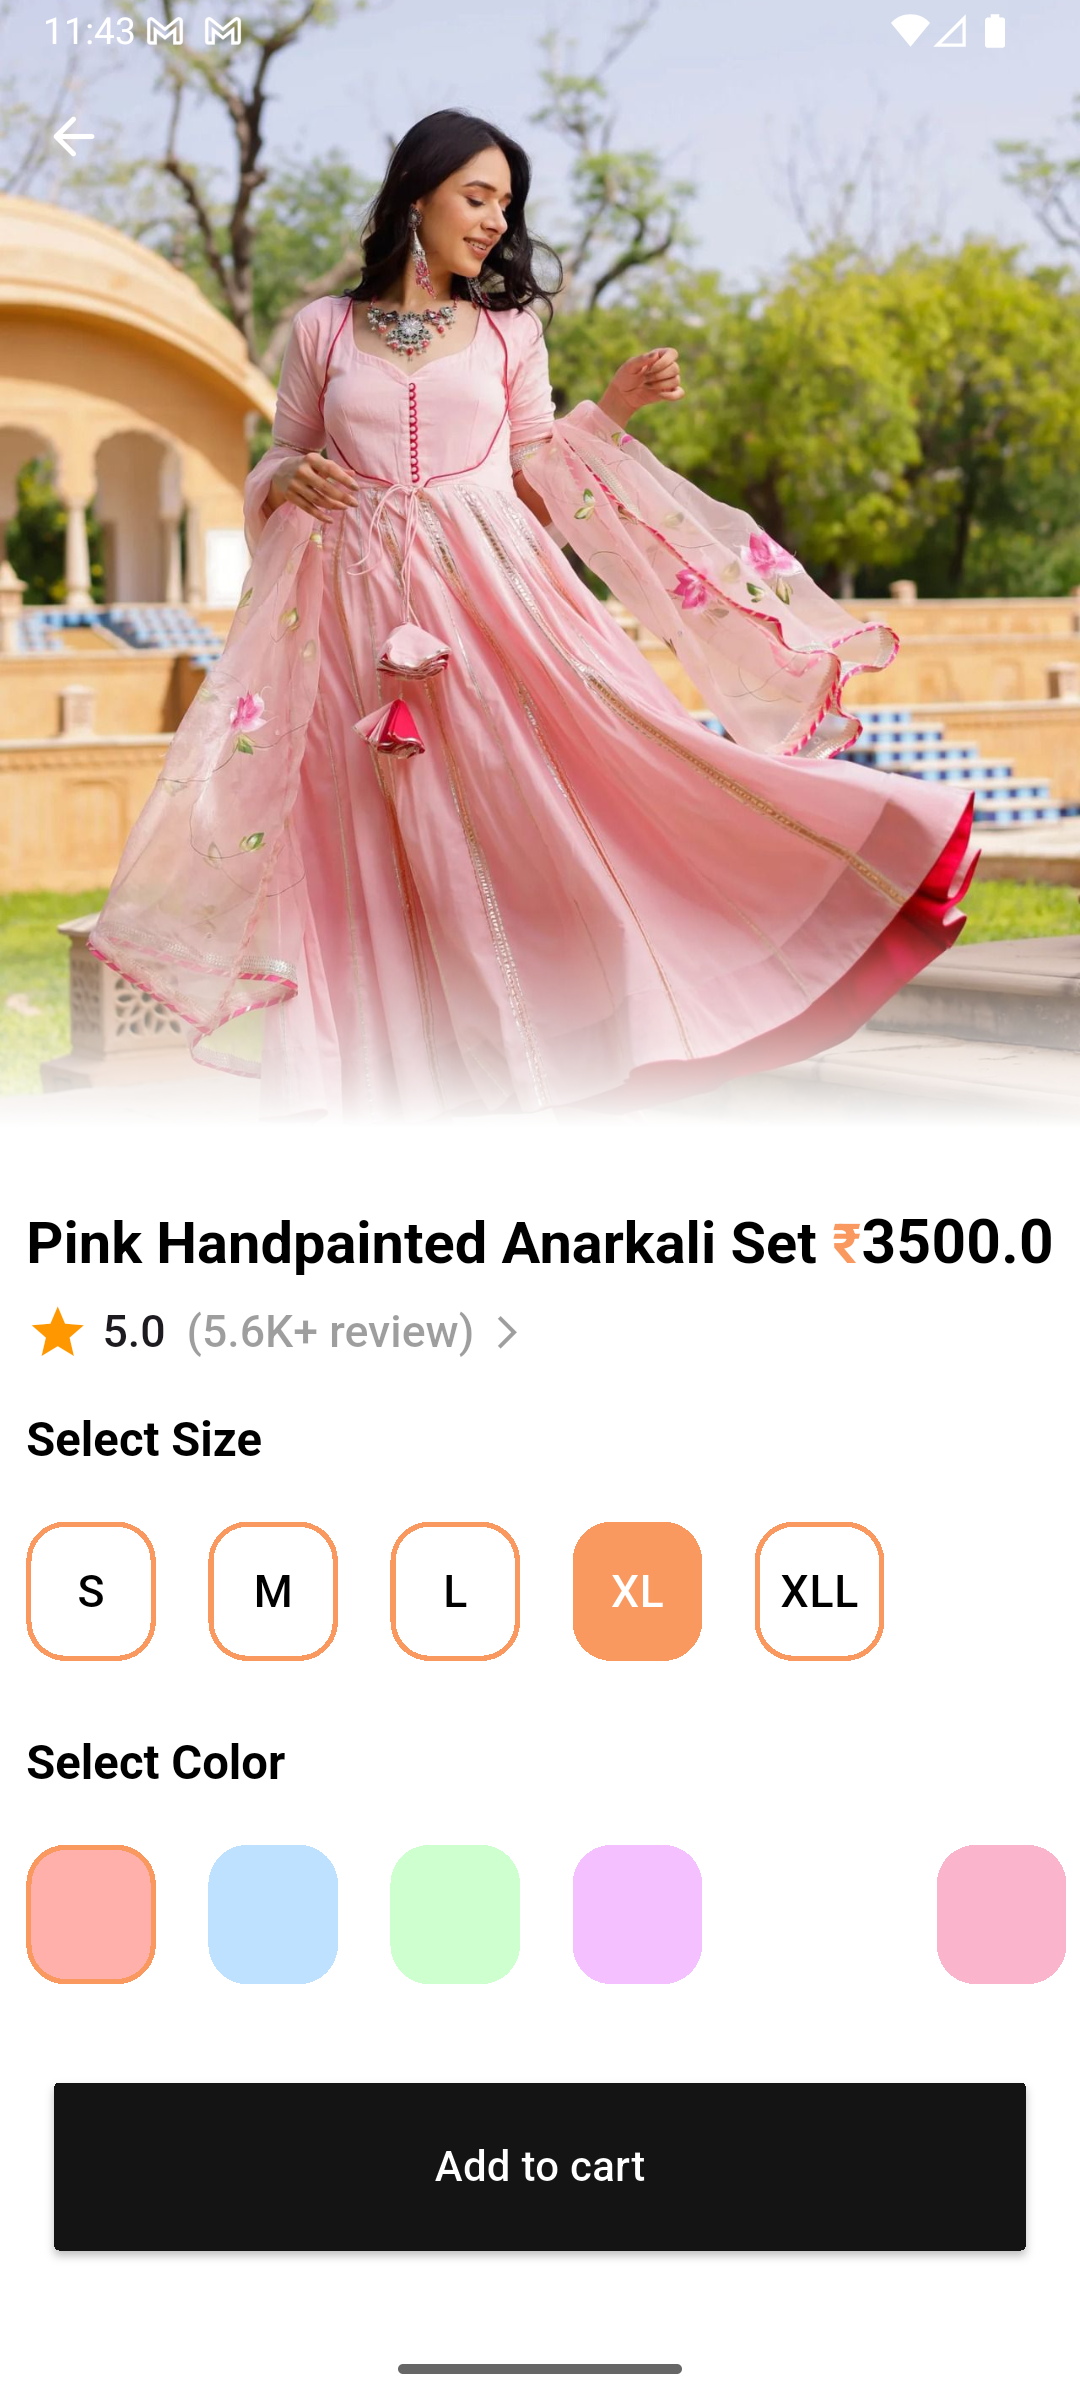 11:43
Pink Handpainted Anarkali Set ₹3500.0
5.0 (5.6K+ review)
Select Size
S M L XL XLL
Select Color
Add to cart